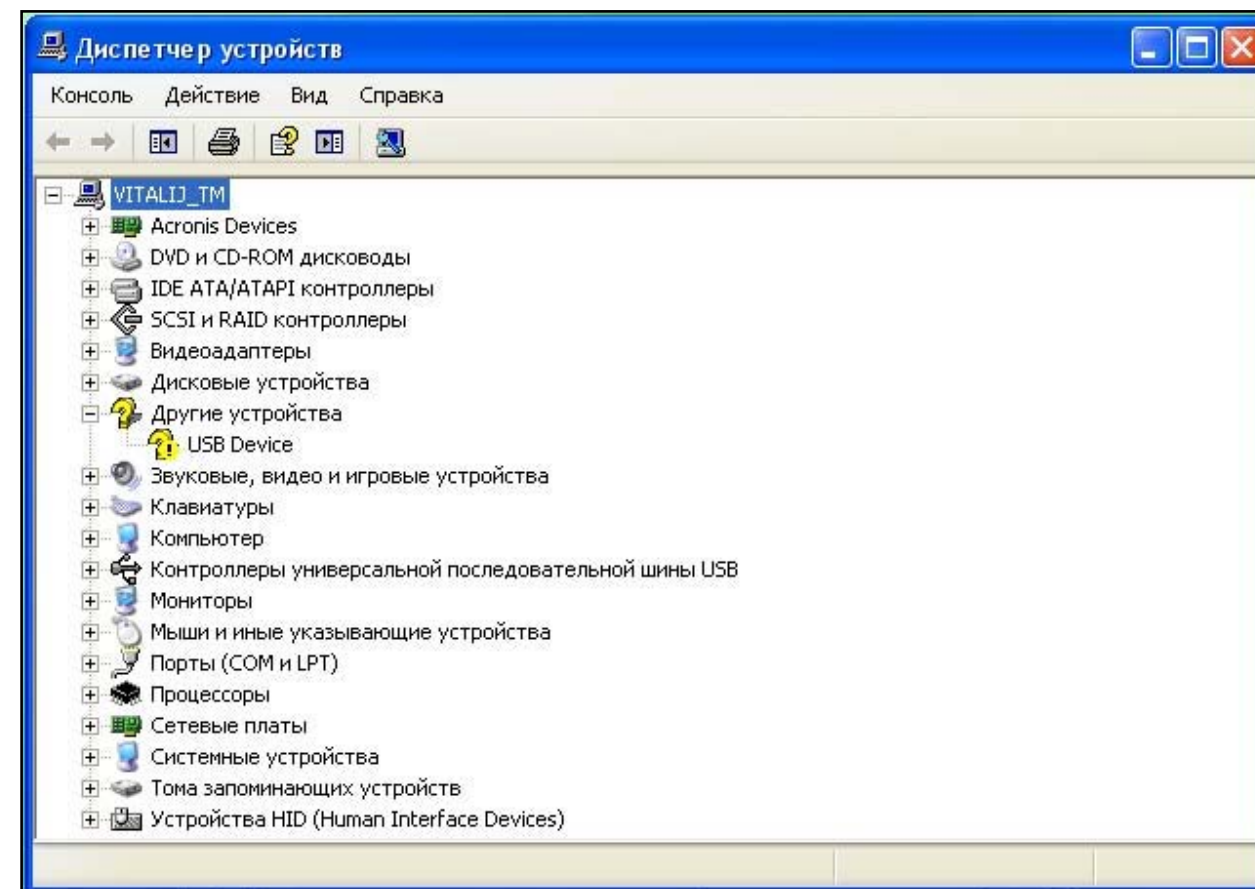 Диспетчер устройств
Консоль Действие Вид Справка
VITALIJ_TM
Acronis Devices
DVD и CD-ROM дисководы
IDE ATA/ATAPI контроллеры
SCSI и RAID контроллеры
Видеоадаптеры
Дисковые устройства
Другие устройства
USB Device
Звуковые, видео и игровые устройства
Клавиатуры
Компьютер
Контроллеры универсальной последовательной шины USB
Мониторы
Мыши и иные указывающие устройства
Порты (COM и LPT)
Процессоры
Сетевые платы
Системные устройства
Тома запоминающих устройств
Устройства HID (Human Interface Devices)